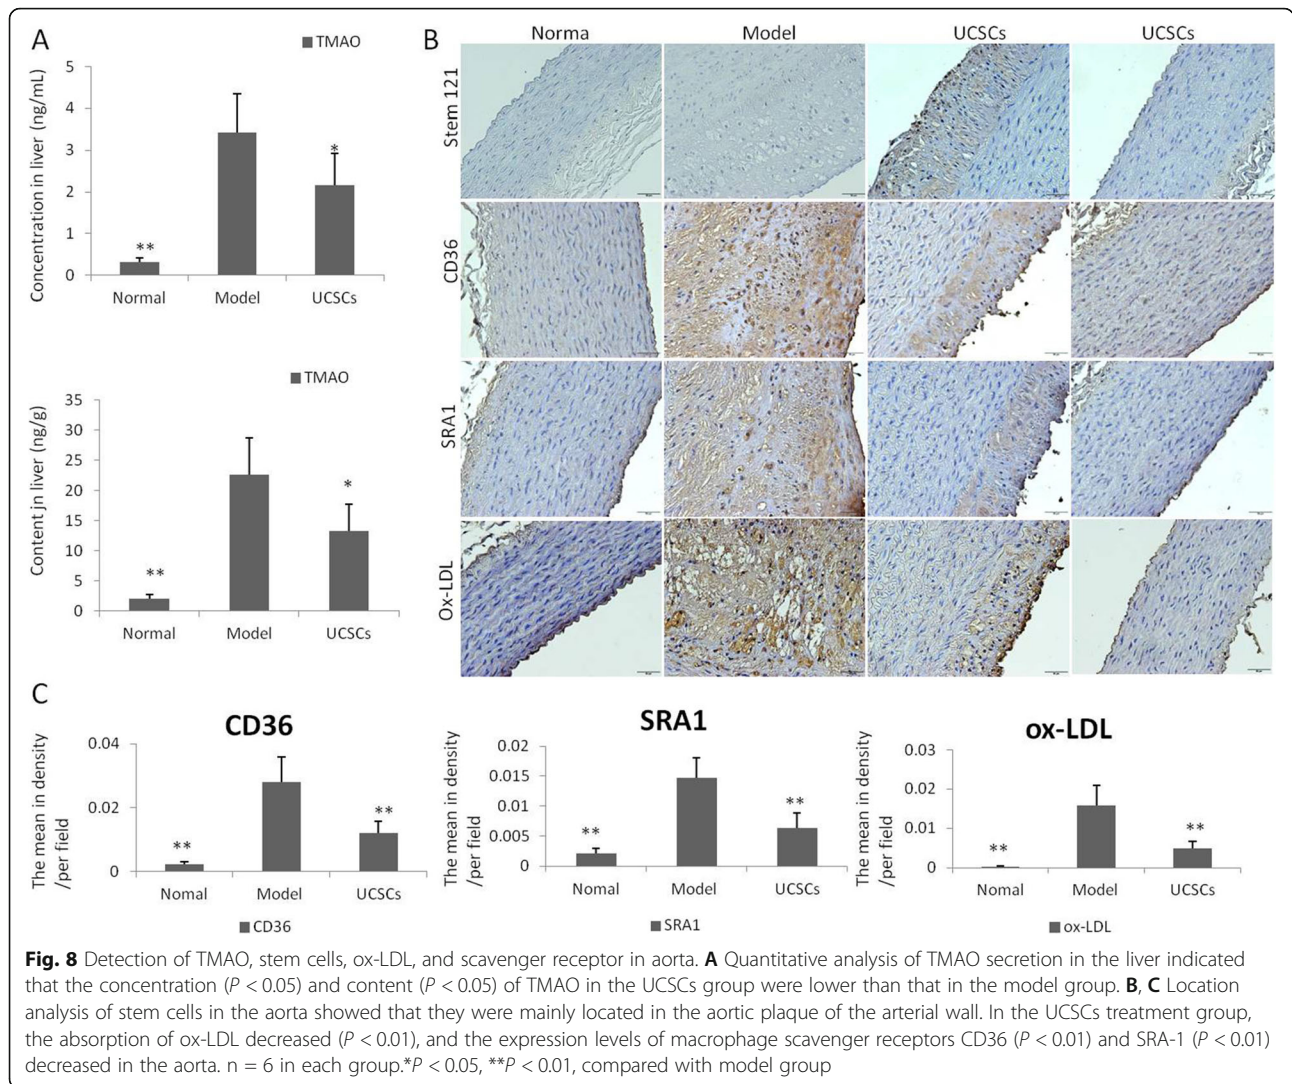 A
TMAO
Concentration in liver (ng/mL)
5
4
3
2
1
0
**
*
Normal Model UCSCs
TMAO
Content jn liver (ng/g)
35
30
25
20
15
10
5
0
**
*
Normal Model UCSCs
B
Norma Model UCSCs UCSCs
Stem 121
CD36
SRA1
Ox-LDL
C
CD36
The mean in density
/per field
0.04
0.02
0
**
**
Nomal Model UCSCs
CD36
SRA1
The mean in density
/per field
0.02
0.015
0.01
0.005
0
**
**
Normal Model UCSCs
SRA1
ox-LDL
The mean in density
/per field
0.03
0.02
0.01
0
**
**
Nomal Model UCSCs
ox-LDL
Fig. 8 Detection of TMAO, stem cells, ox-LDL, and scavenger receptor in aorta. A Quantitative analysis of TMAO secretion in the liver indicated
that the concentration (P < 0.05) and content (P < 0.05) of TMAO in the UCSCs group were lower than that in the model group. B, C Location
analysis of stem cells in the aorta showed that they were mainly located in the aortic plaque of the arterial wall. In the UCSCs treatment group,
the absorption of ox-LDL decreased (P < 0.01), and the expression levels of macrophage scavenger receptors CD36 (P < 0.01) and SRA-1 (P < 0.01)
decreased in the aorta. n = 6 in each group.*P < 0.05, **P < 0.01, compared with model group